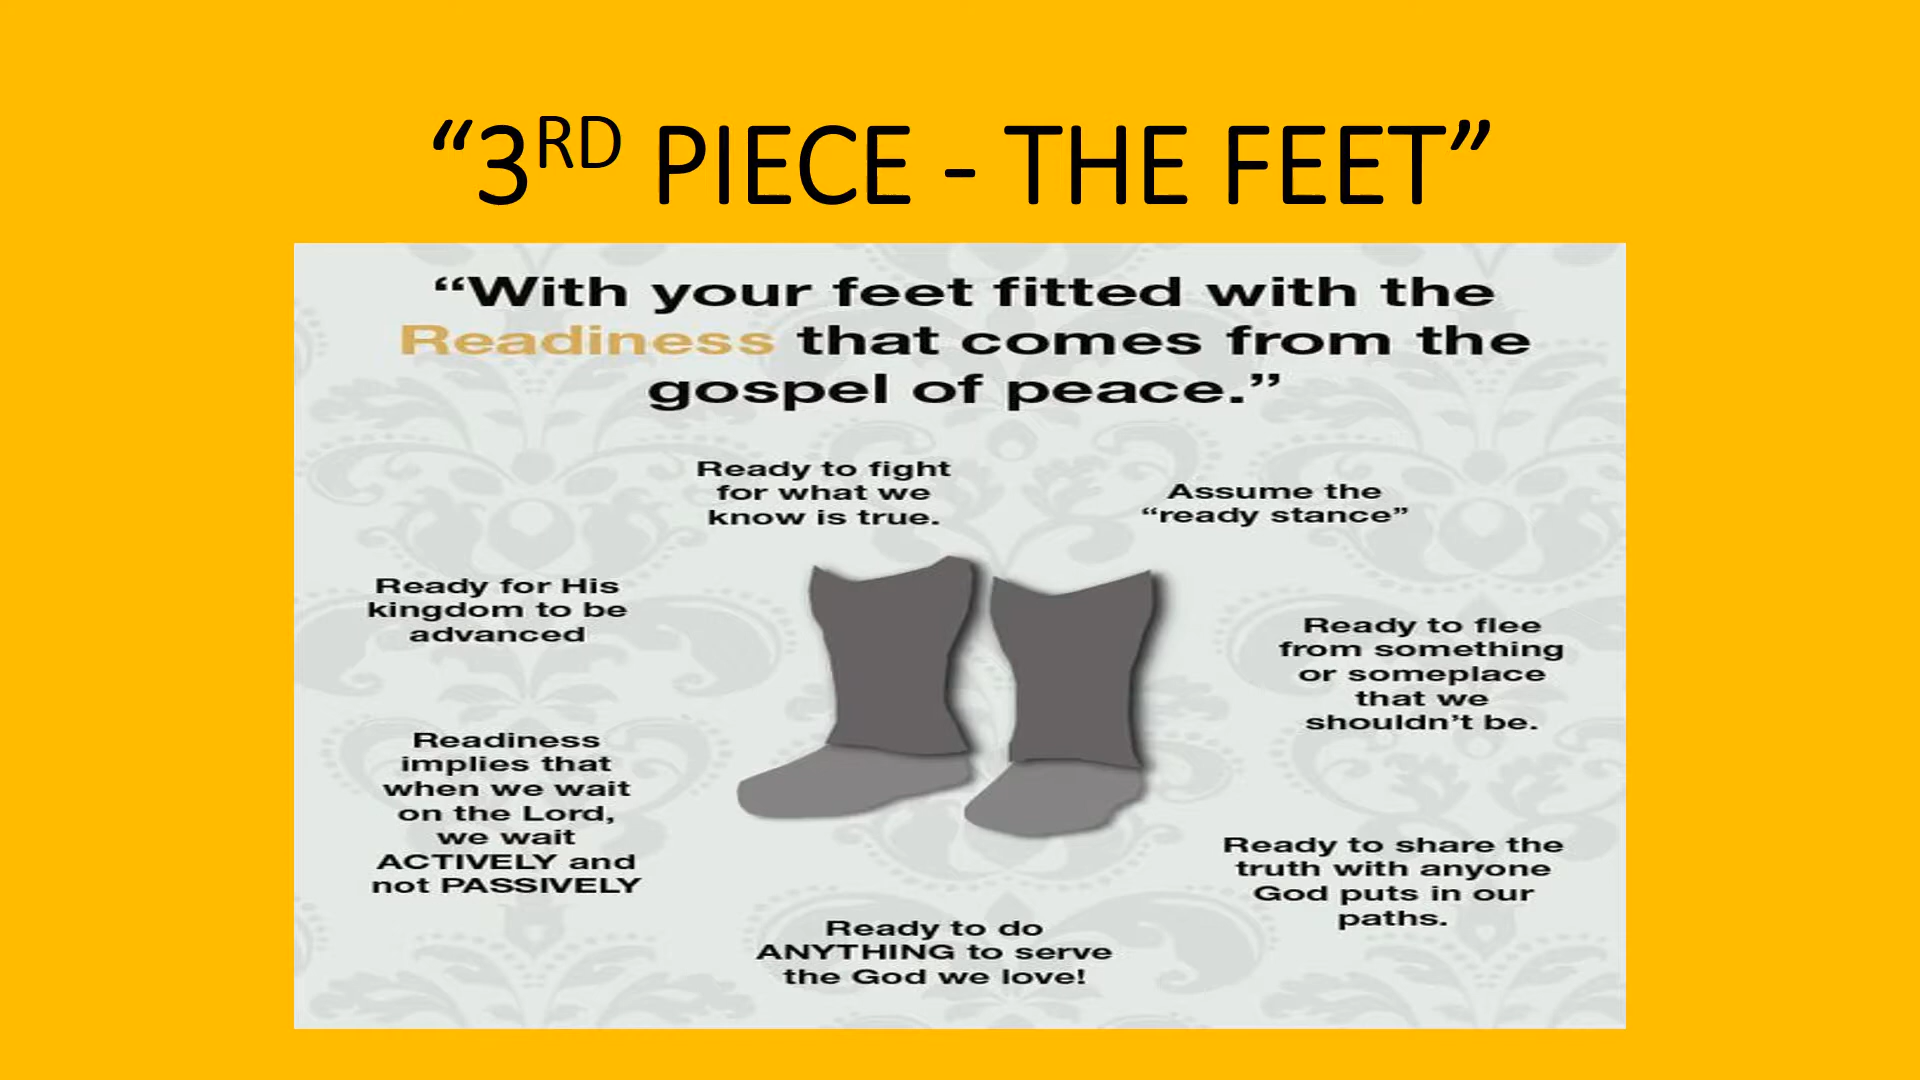 “3RD PIECE - THE FEET”
“With your feet fitted with the
Readiness that comes from the
gospel of peace.”
Ready to fight
for what we
know is true.
Assume the
“ready stance”
Ready for His
kingdom to be
advanced
Ready to flee
from something
or someplace
that we
shouldn’t be.
Readiness
implies that
when we wait
on the Lord,
we wait
ACTIVELY and
not PASSIVELY
Ready to share the
truth with anyone
God puts in our
paths.
Ready to do
ANYTHING to serve
the God we love!